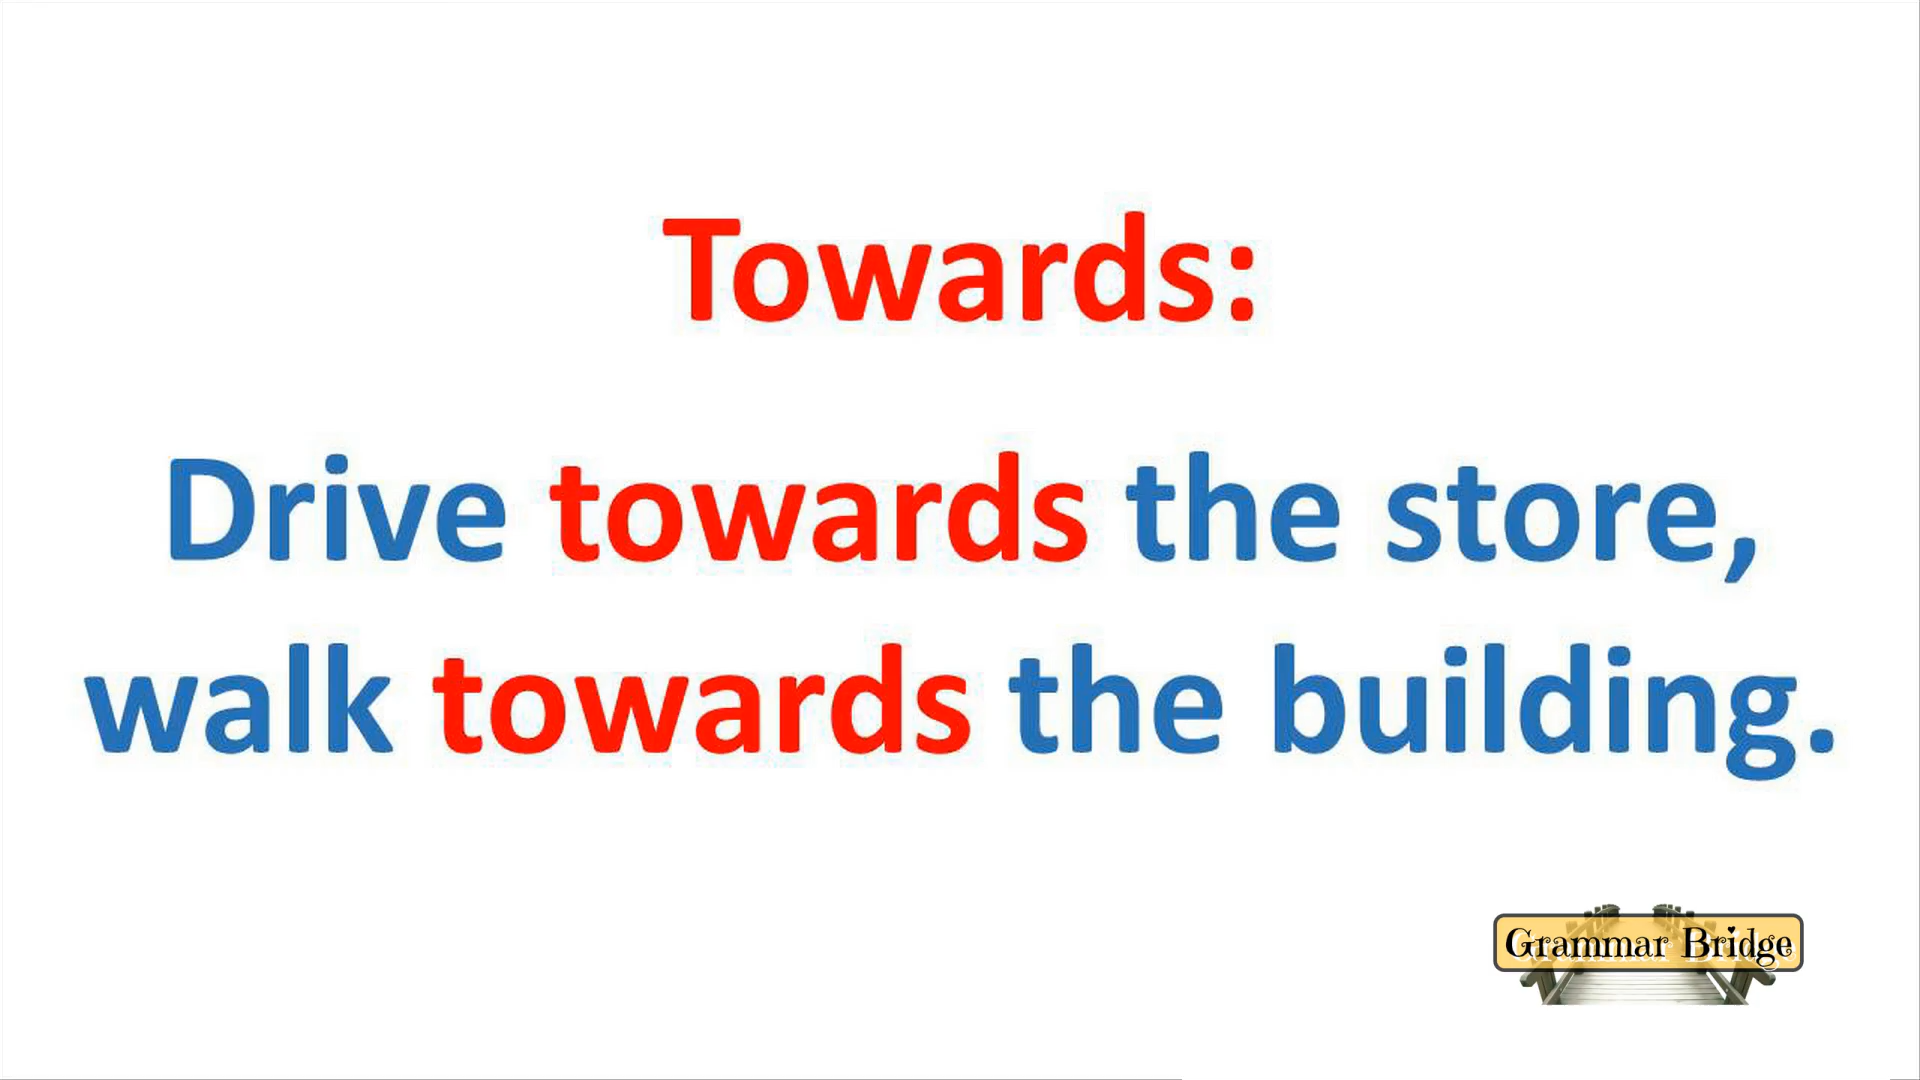 Towards:
Drive towards the store,
walk towards the building.
Grammar Bridge